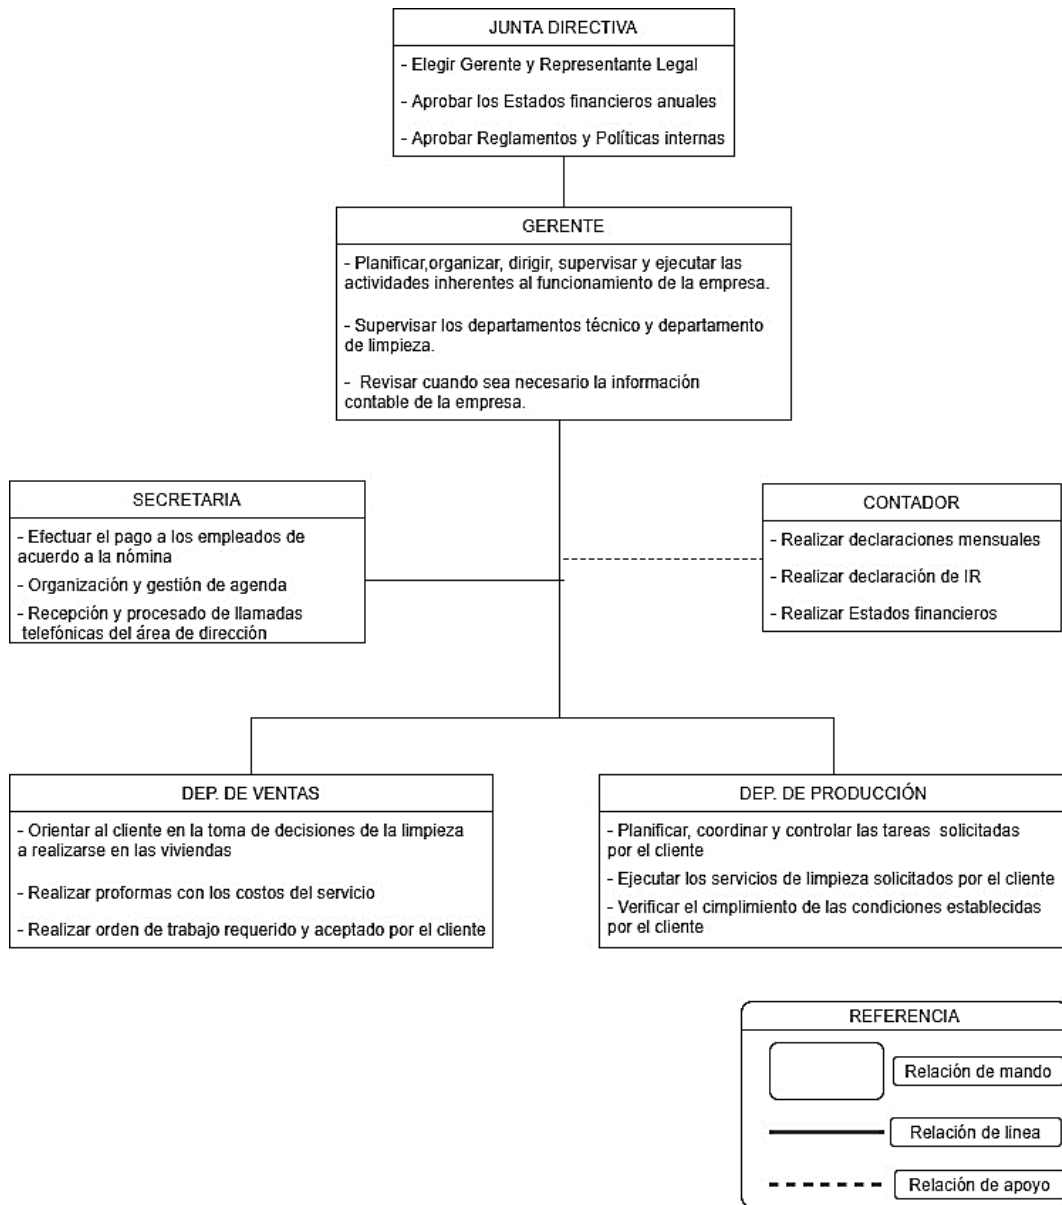 JUNTA DIRECTIVA
- Elegir Gerente y Representante Legal
- Aprobar los Estados financieros anuales
- Aprobar Reglamentos y Políticas internas
GERENTE
- Planificar,organizar, dirigir, supervisar y ejecutar las
actividades inherentes al funcionamiento de la empresa.
- Supervisar los departamentos técnico y departamento
de limpieza.
- Revisar cuando sea necesario la información
contable de la empresa.
SECRETARIA
- Efectuar el pago a los empleados de
acuerdo a la nómina
- Organización y gestión de agenda
- Recepción y procesado de llamadas
telefónicas del área de dirección
CONTADOR
- Realizar declaraciones mensuales
- Realizar declaración de IR
- Realizar Estados financieros
DEP. DE VENTAS
- Orientar al cliente en la toma de decisiones de la limpieza
a realizarse en las viviendas
- Realizar proformas con los costos del servicio
- Realizar orden de trabajo requerido y aceptado por el cliente
DEP. DE PRODUCCIÓN
- Planificar, coordinar y controlar las tareas solicitadas
por el cliente
- Ejecutar los servicios de limpieza solicitados por el cliente
- Verificar el cimplimiento de las condiciones establecidas
por el cliente
REFERENCIA
Relación de mando
Relación de linea
Relación de apoyo